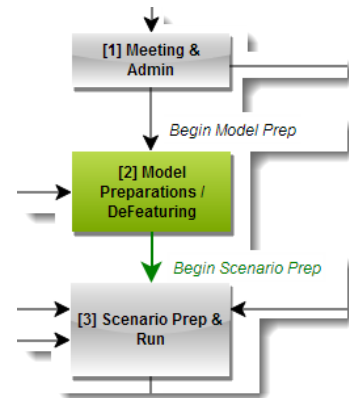 [1] Meeting &
Admin
Begin Model Prep
[2] Model
Preparations /
DeFeaturing
Begin Scenario Prep
[3] Scenario Prep &
Run